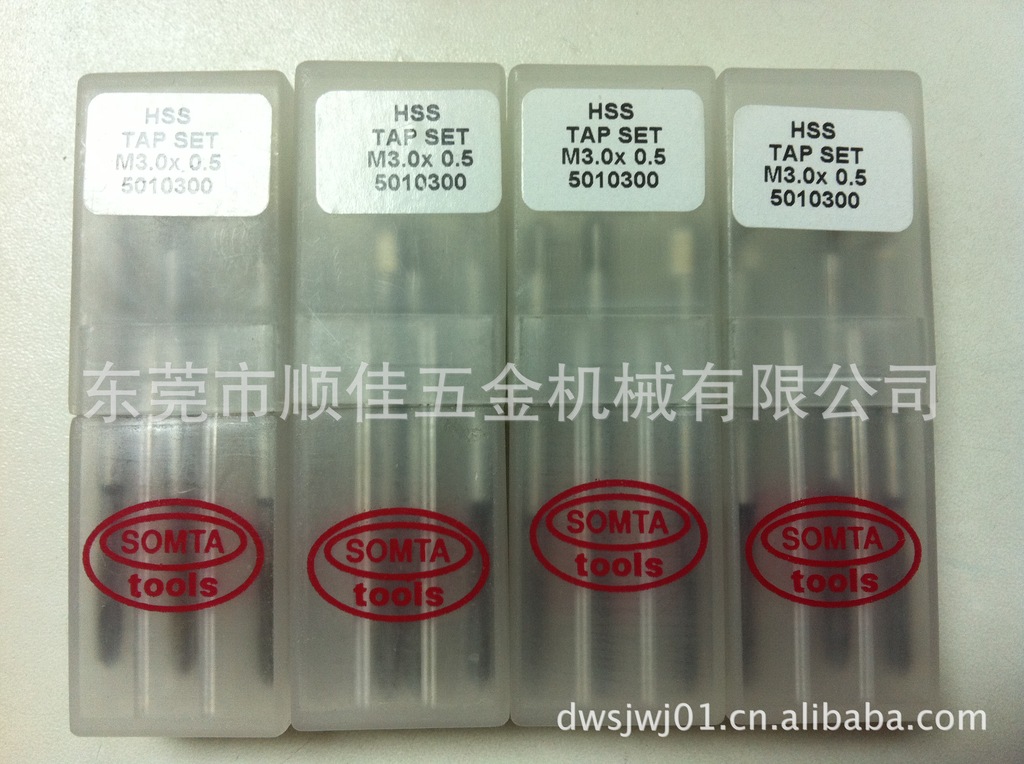 HSS
TAP SET
M3.0x 0.5
5010300
HSS
TAP SET
M3.0x 0.5
5010300
HSS
TAP SET
M3.0x 0.5
5010300
HSS
TAP SET
M3.0x 0.5
5010300
东莞市顺佳五金机械有限公司
SOMTA
tools
SOMTA
tools
SOMTA
tools
SOMTA
tools
dwsjwj01.cn.alibaba.com